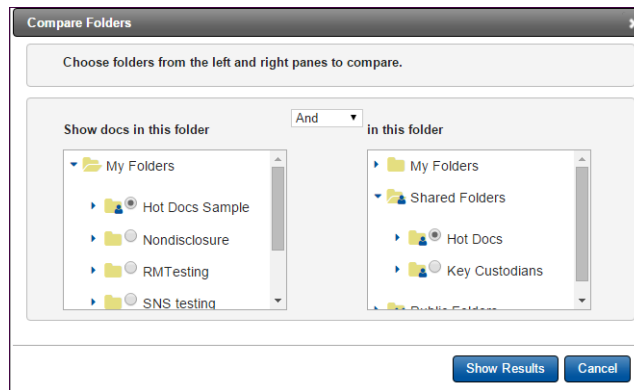 Compare Folders
Choose folders from the left and right panes to compare.
Show docs in this folder
And
in this folder
My Folders
Hot Docs Sample
Nondisclosure
RMTesting
SNS testing
My Folders
Shared Folders
Hot Docs
Key Custodians
Public Folders
Show Results
Cancel